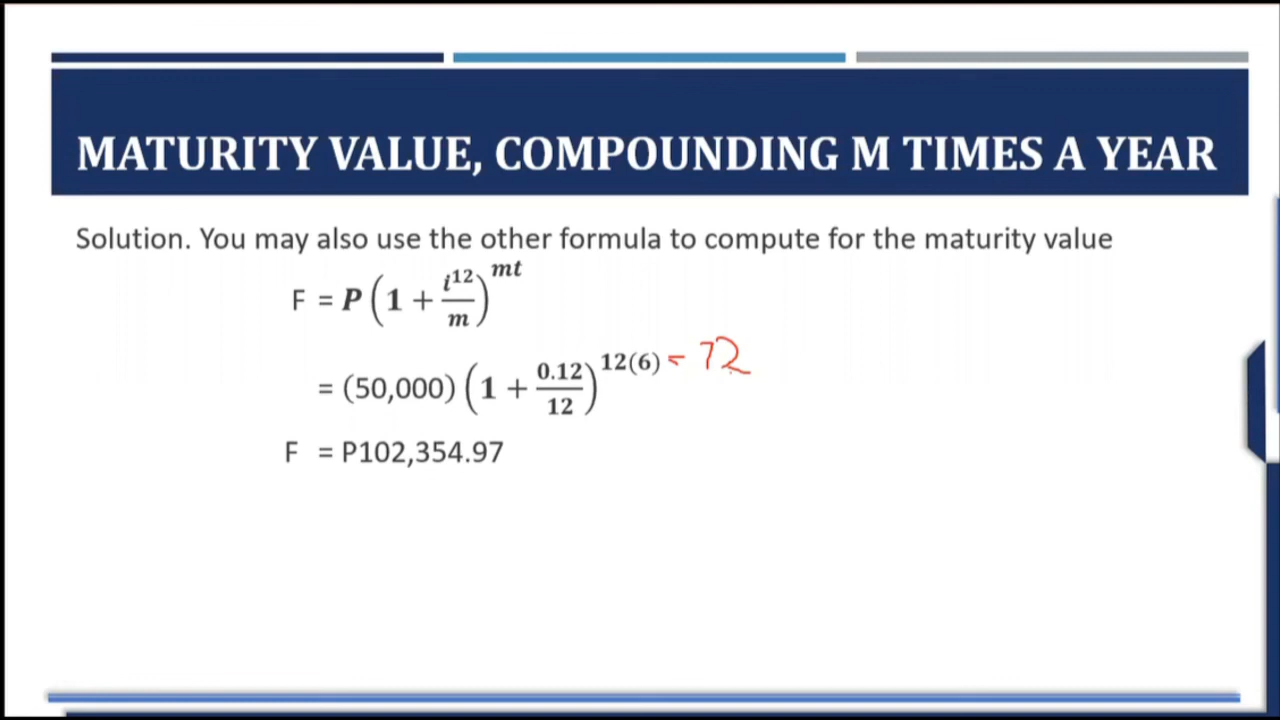 MATURITY VALUE, COMPOUNDING M TIMES A YEAR
Solution. You may also use the other formula to compute for the maturity value
F = P(1 + i^12/m)^mt
= (50,000)(1 + 0.12/12)^12(6) = 72
F = P102,354.97